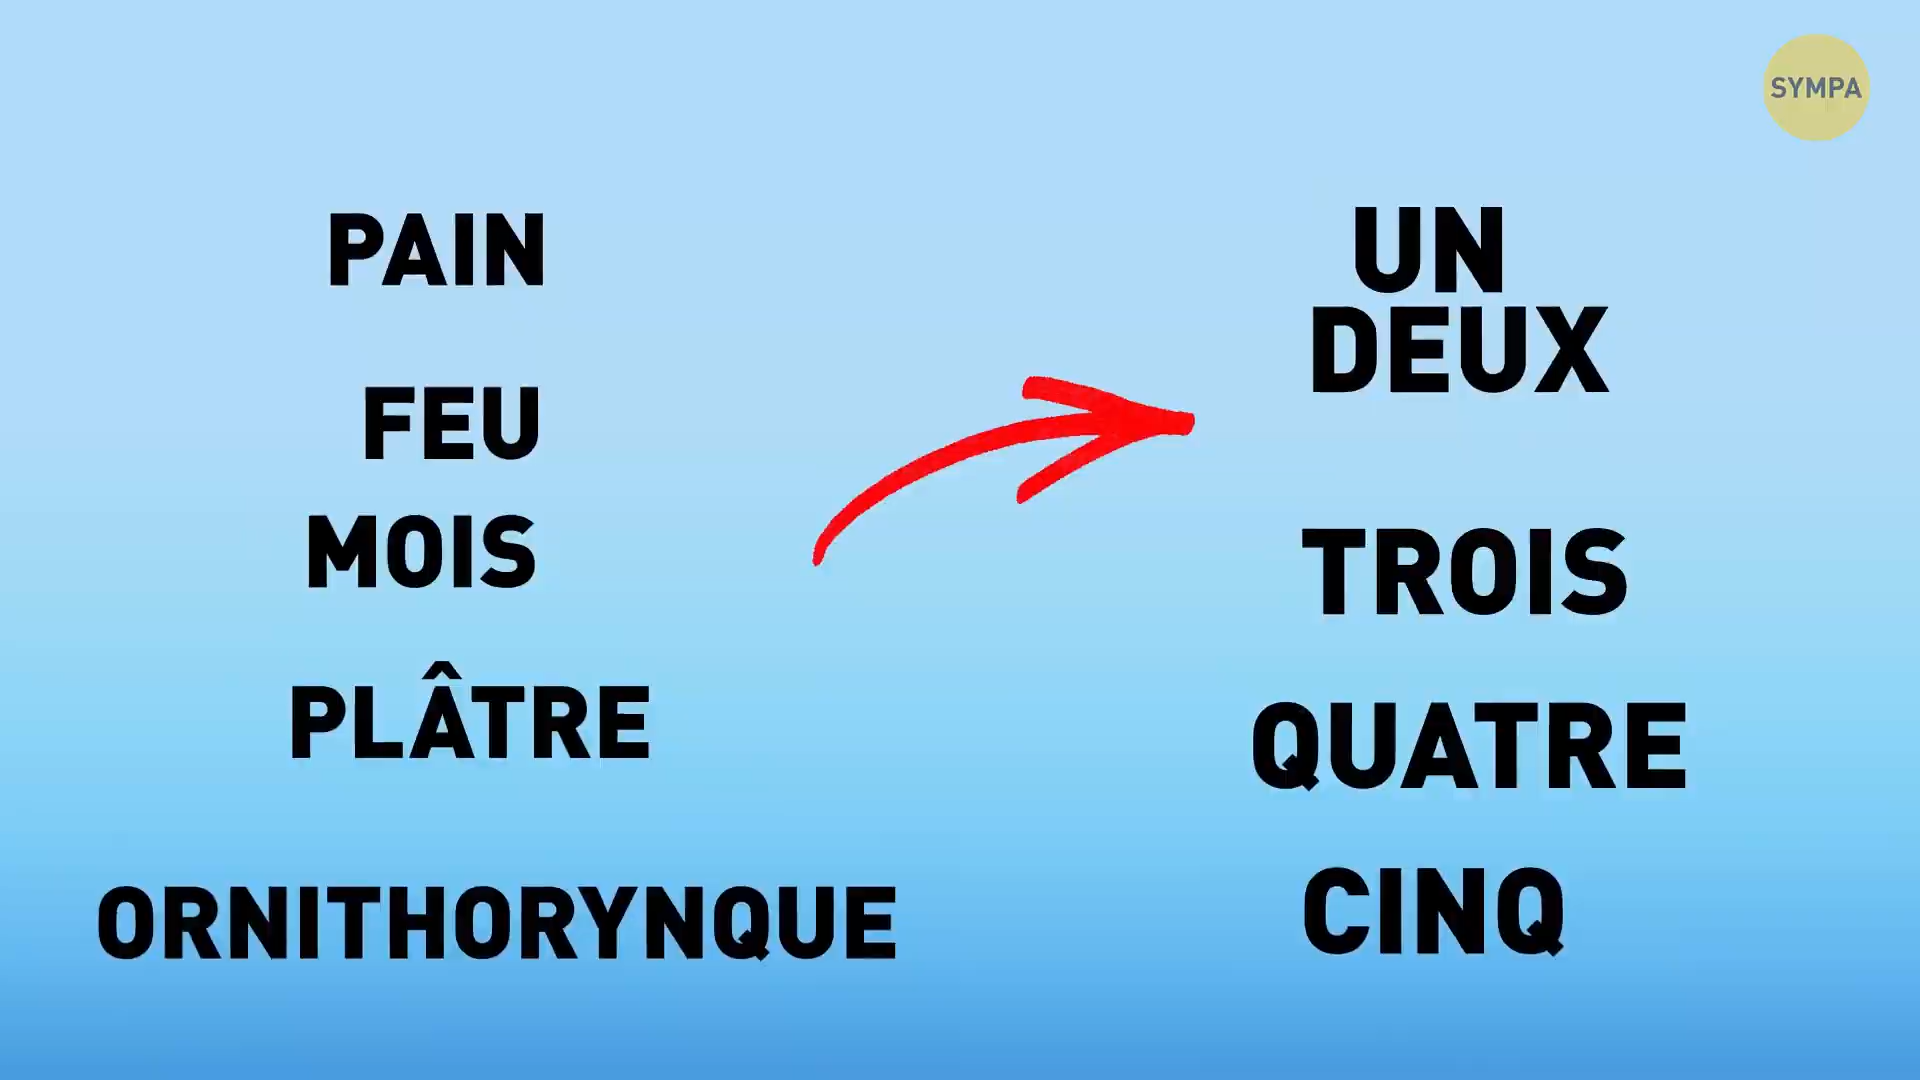 SYMPA
PAIN
FEU
MOIS
PLÂTRE
ORNITHORYNQUE
UN
DEUX
TROIS
QUATRE
CINQ